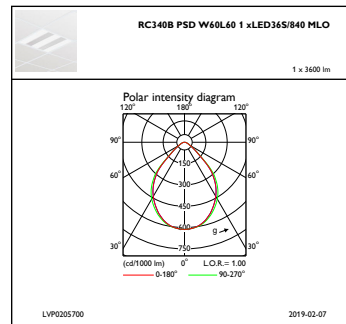 RC340B PSD W60L60 1 xLED36S/840 MLO
1 x 3600 lm
Polar intensity diagram
120° 180° 120°
90° 90°
150
60° 60°
300
450
600
g
30° 750 30°
(cd/1000 lm) 0° L.O.R.= 1.00
0-180° 90-270°
LVP0205700 2019-02-07